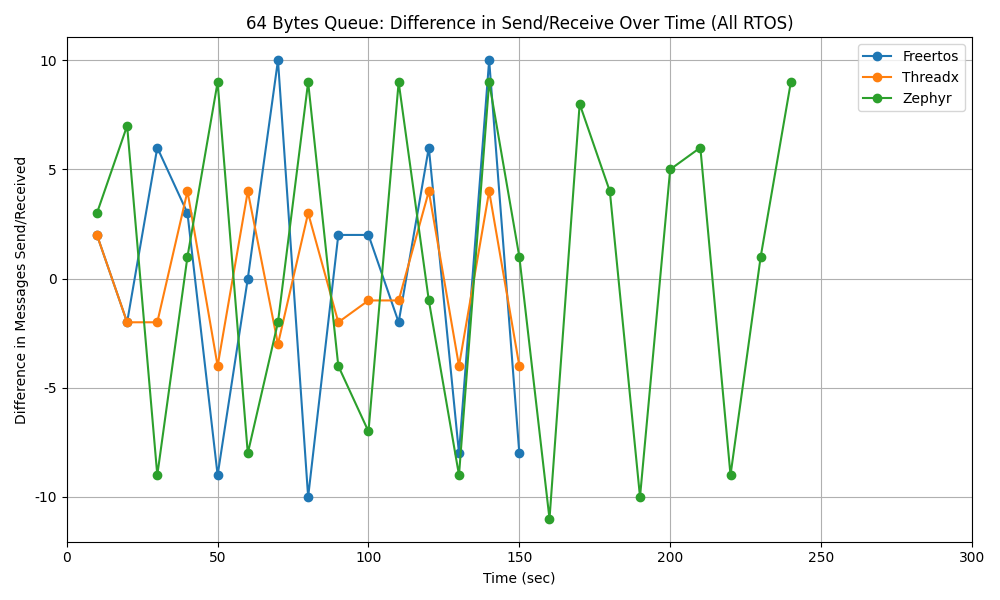 64 Bytes Queue: Difference in Send/Receive Over Time (All RTOS)
Freertos
Threadx
Zephyr
Difference in Messages Send/Received
10
5
0
-5
-10
0
50
100
150
200
250
300
Time (sec)